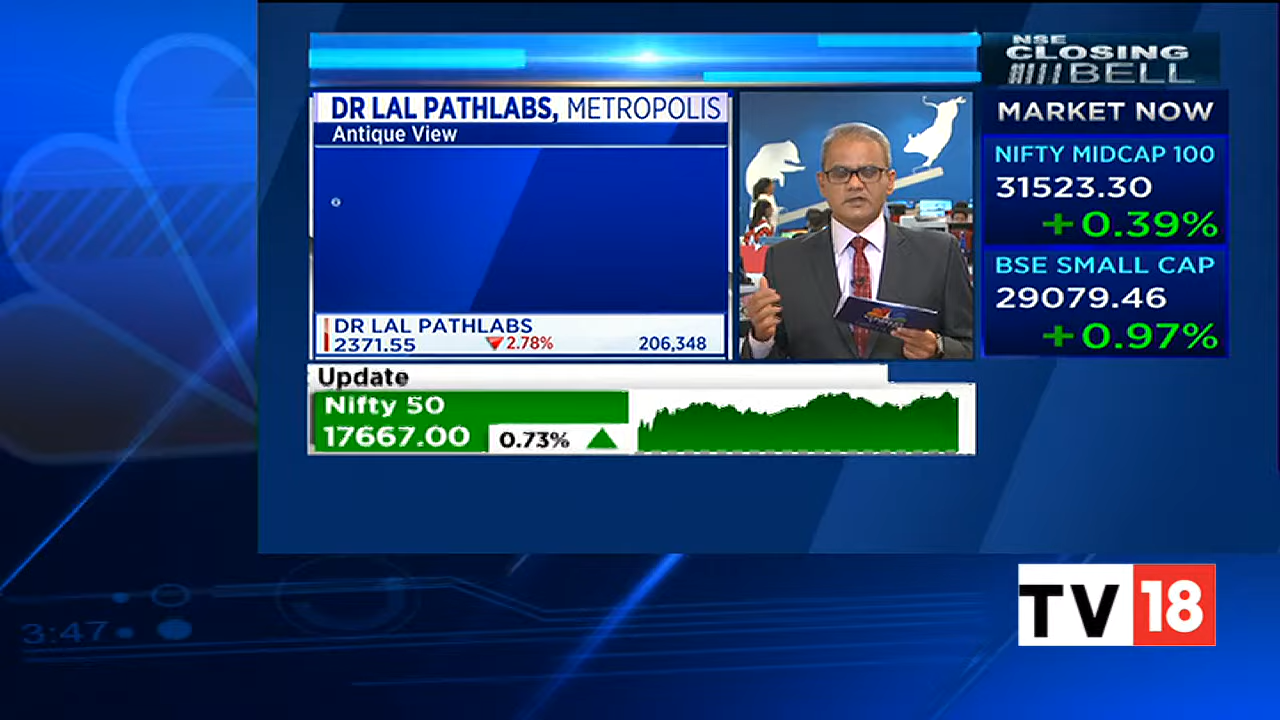 NSE
CLOSING
BELL
DR LAL PATHLABS, METROPOLIS
Antique View
MARKET NOW
NIFTY MIDCAP 100
31523.30
+0.39%
BSE SMALL CAP
29079.46
+0.97%
DR LAL PATHLABS
2371.55 2.78% 206,348
Update
Nifty 50
17667.00 0.73%
TV18
3:47